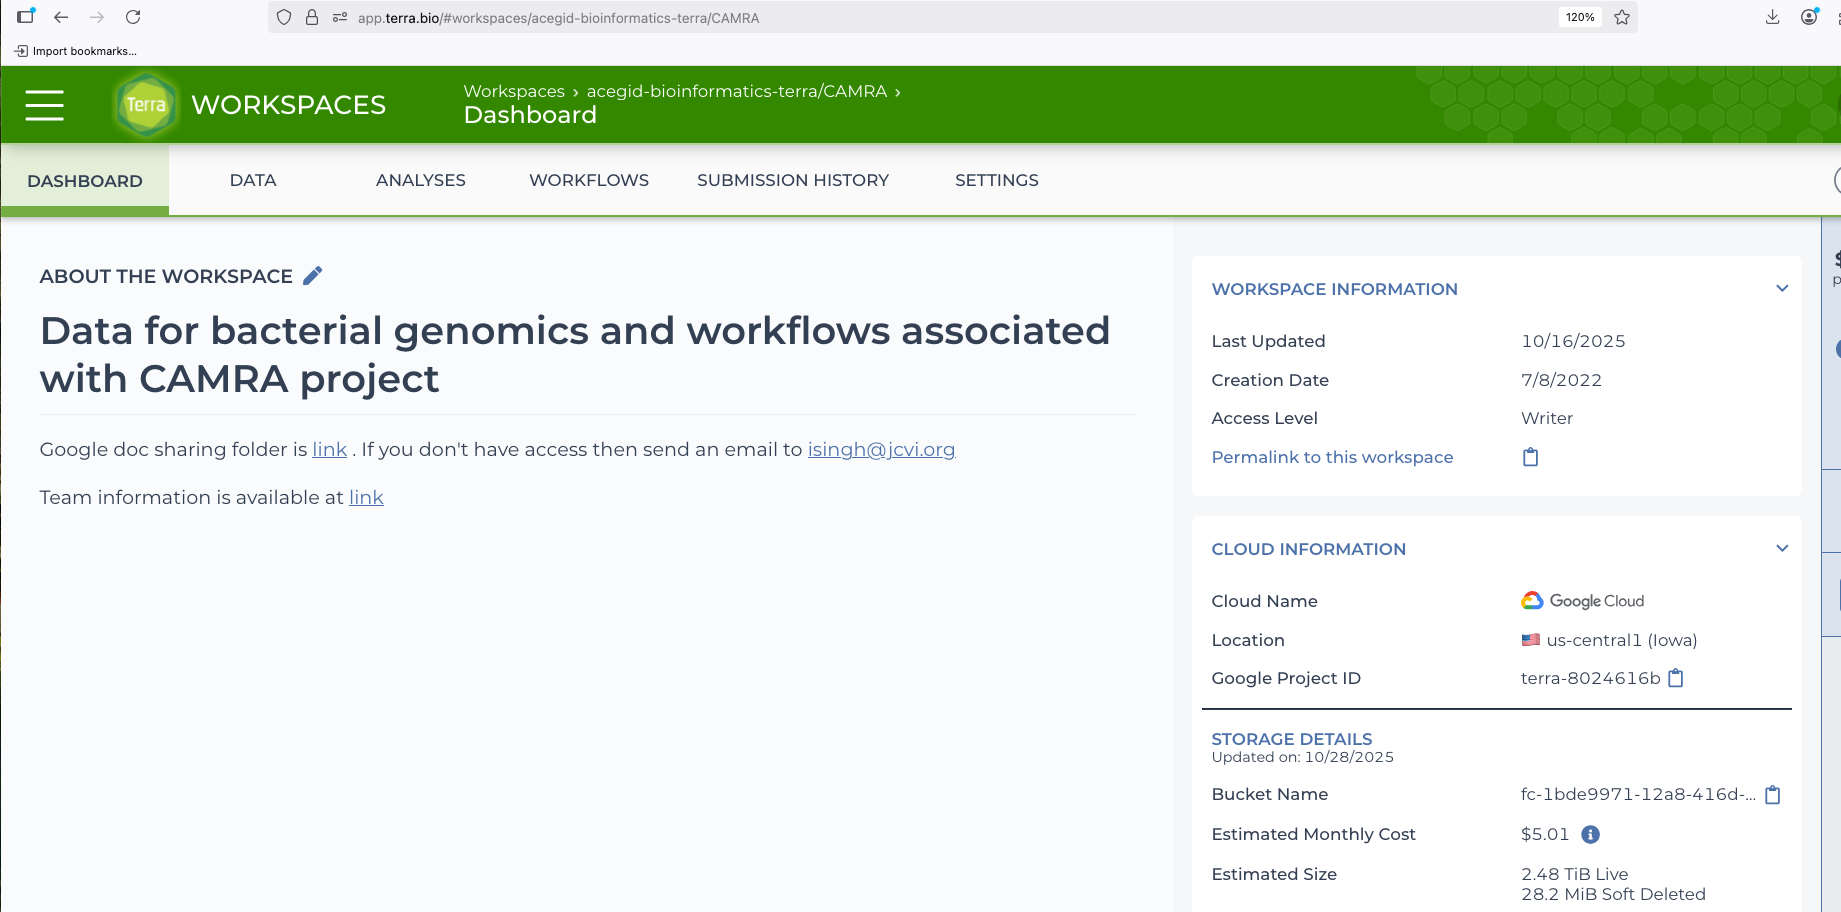 app.terra.bio/#workspaces/acegid-bioinformatics-terra/CAMRA
120%
Import bookmarks...
Terra
WORKSPACES
Workspaces › acegid-bioinformatics-terra/CAMRA ›
Dashboard
DASHBOARD
DATA
ANALYSES
WORKFLOWS
SUBMISSION HISTORY
SETTINGS
ABOUT THE WORKSPACE
Data for bacterial genomics and workflows associated
with CAMRA project
Google doc sharing folder is link . If you don't have access then send an email to isingh@jcvi.org
Team information is available at link
WORKSPACE INFORMATION
Last Updated 10/16/2025
Creation Date 7/8/2022
Access Level Writer
Permalink to this workspace
CLOUD INFORMATION
Cloud Name Google Cloud
Location us-central1 (Iowa)
Google Project ID terra-8024616b
STORAGE DETAILS
Updated on: 10/28/2025
Bucket Name fc-1bde9971-12a8-416d-...
Estimated Monthly Cost $5.01
Estimated Size 2.48 TiB Live
28.2 MiB Soft Deleted